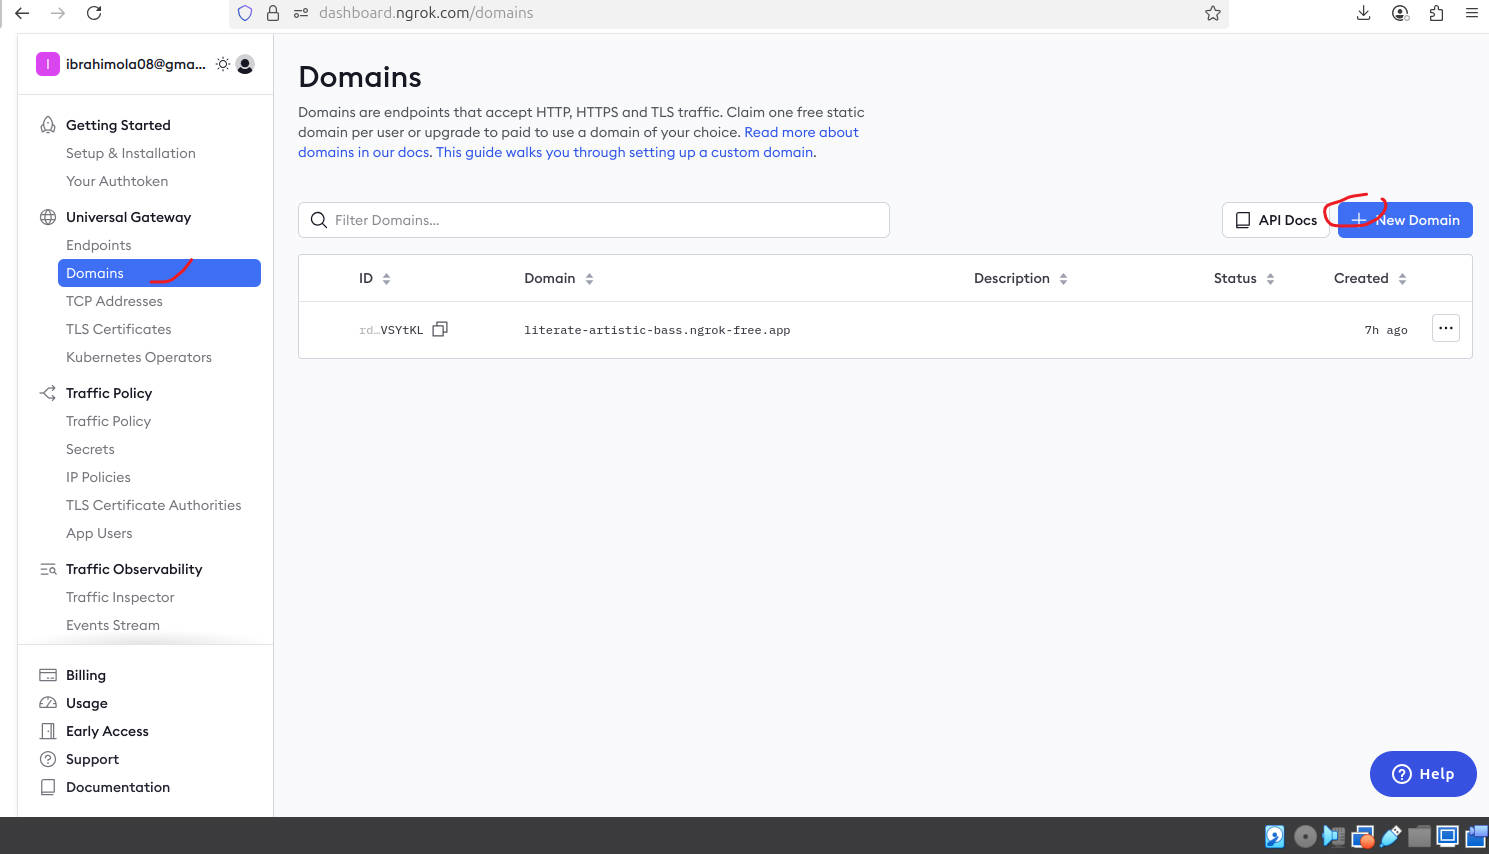 dashboard.ngrok.com/domains
I ibrahimola08@gma...
Getting Started
Setup & Installation
Your Authtoken
Universal Gateway
Endpoints
Domains
TCP Addresses
TLS Certificates
Kubernetes Operators
Traffic Policy
Traffic Policy
Secrets
IP Policies
TLS Certificate Authorities
App Users
Traffic Observability
Traffic Inspector
Events Stream
Billing
Usage
Early Access
Support
Documentation
Domains
Domains are endpoints that accept HTTP, HTTPS and TLS traffic. Claim one free static
domain per user or upgrade to paid to use a domain of your choice. Read more about
domains in our docs. This guide walks you through setting up a custom domain.
Filter Domains...
API Docs
New Domain
ID Domain Description Status Created
rd…VSYtKL literate-artistic-bass.ngrok-free.app 7h ago
Help